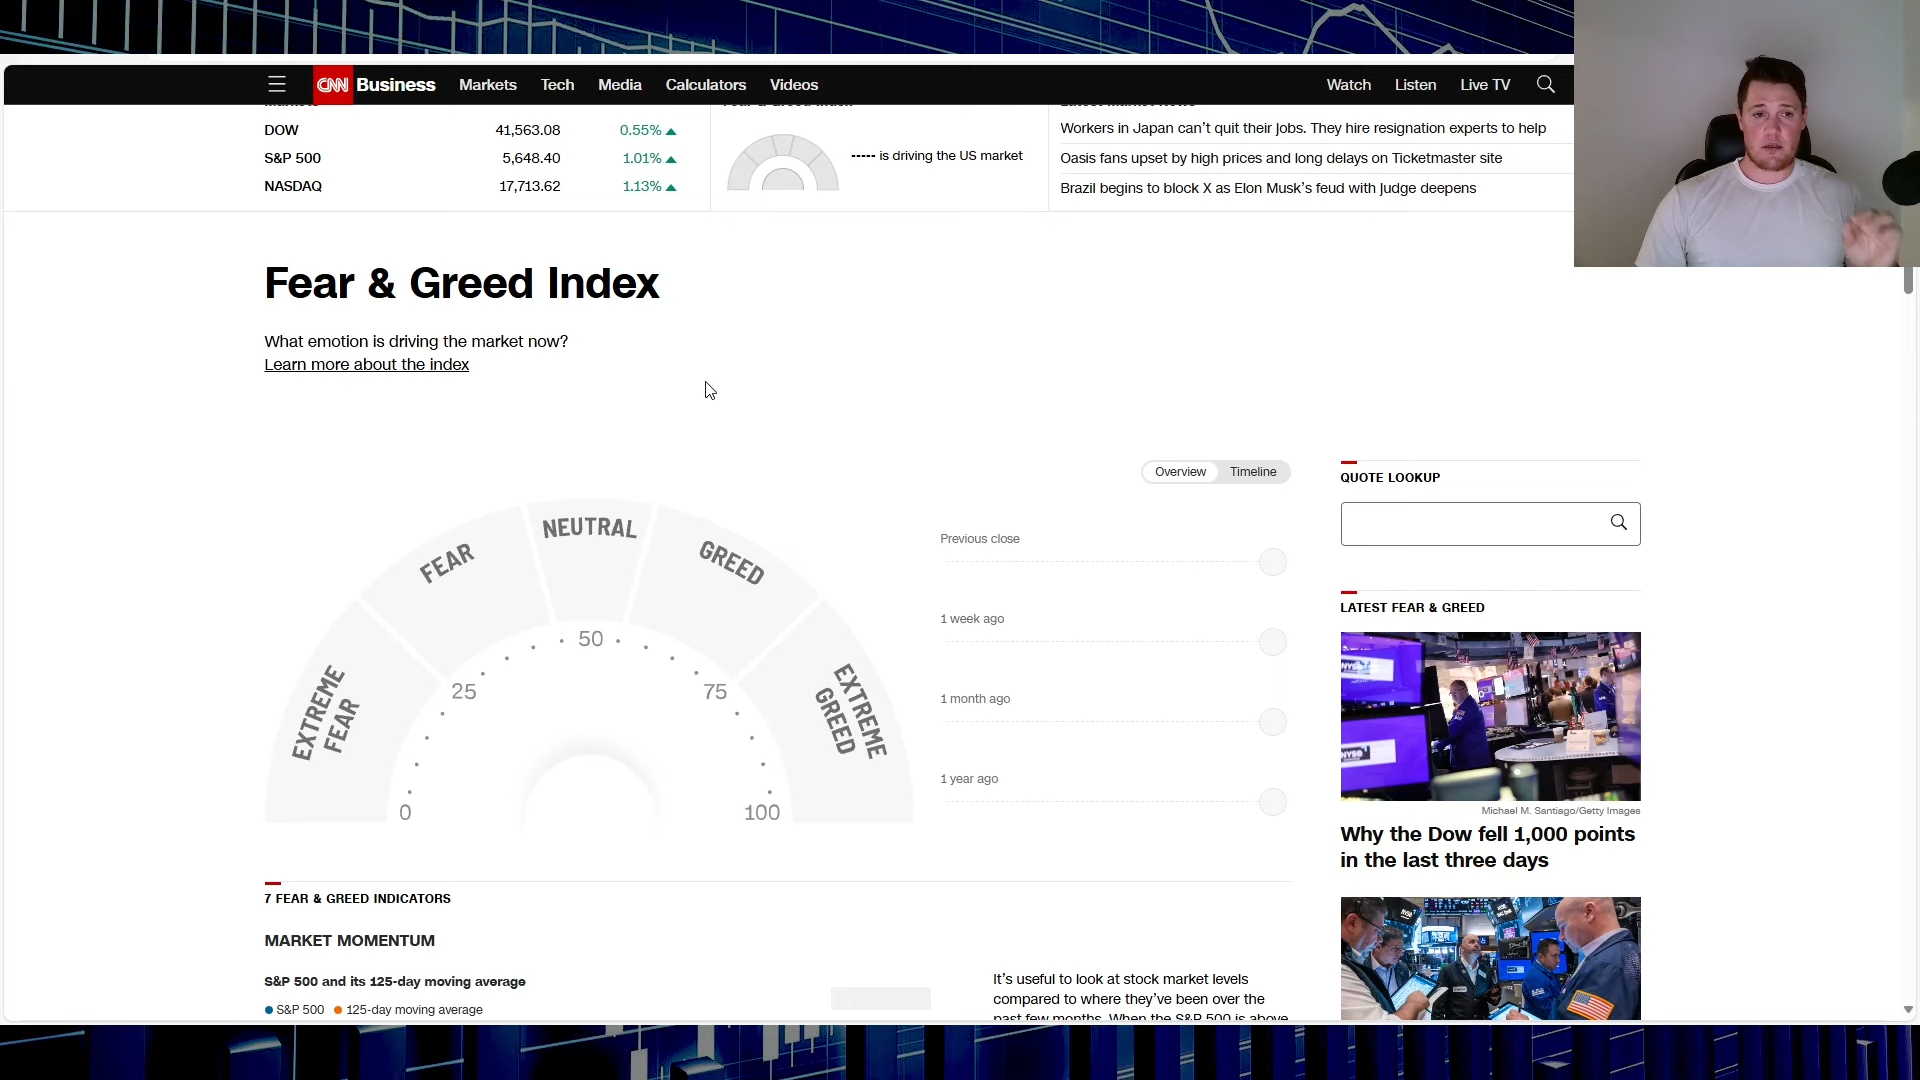 CNN Business Markets Tech Media Calculators Videos Watch Listen Live TV
DOW 41,563.08 0.55%
S&P 500 5,648.40 1.01%
NASDAQ 17,713.62 1.13%
----- is driving the US market
Workers in Japan can't quit their jobs. They hire resignation experts to help
Oasis fans upset by high prices and long delays on Ticketmaster site
Brazil begins to block X as Elon Musk's feud with judge deepens
Fear & Greed Index
What emotion is driving the market now?
Learn more about the index
Overview Timeline
EXTREME
FEAR
FEAR
NEUTRAL
GREED
EXTREME
GREED
0
25
50
75
100
Previous close
1 week ago
1 month ago
1 year ago
QUOTE LOOKUP
LATEST FEAR & GREED
Michael M. Santiago/Getty Images
Why the Dow fell 1,000 points
in the last three days
7 FEAR & GREED INDICATORS
MARKET MOMENTUM
S&P 500 and its 125-day moving average
S&P 500 125-day moving average
It's useful to look at stock market levels
compared to where they've been over the
past few months. When the S&P 500 is above